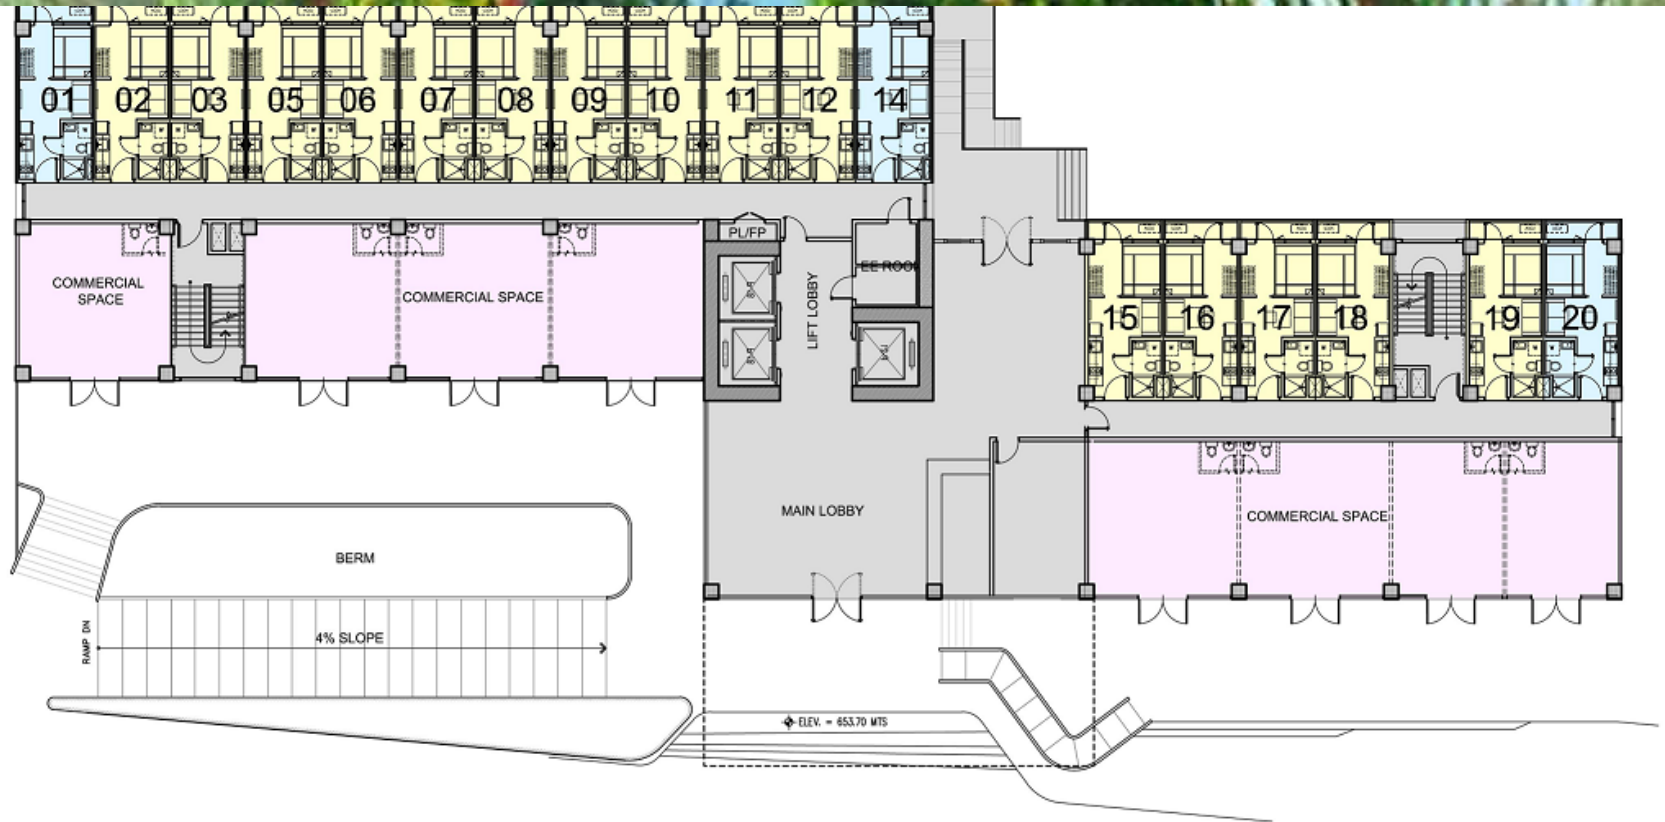 01 02 03 05 06 07 08 09 10 11 12 14
PL/FP
EE ROO
COMMERCIAL
SPACE
COMMERCIAL SPACE
LIFT LOBBY
15 16 17 18 19 20
MAIN LOBBY
COMMERCIAL SPACE
BERM
RAMP DN
4% SLOPE
ELEV. = 653.70 MTS